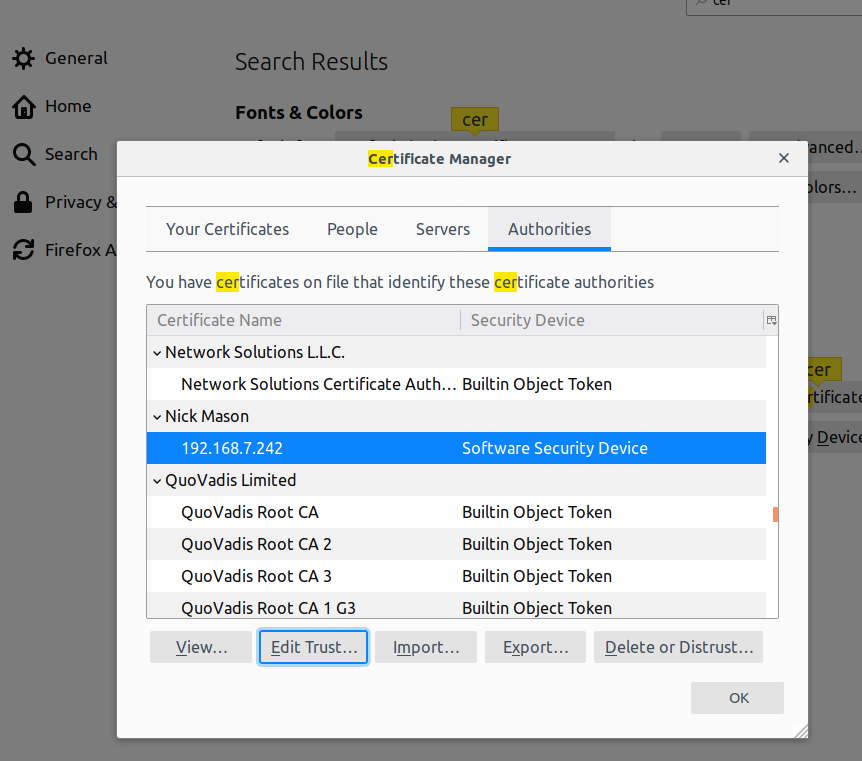 cer
General
Search Results
Home
Fonts & Colors
cer
Search
anced...
Certificate Manager
olors...
Privacy &
Your Certificates People Servers Authorities
Firefox A
You have certificates on file that identify these certificate authorities
Certificate Name Security Device
Network Solutions L.L.C.
cer
Network Solutions Certificate Auth... Builtin Object Token
rtificate
Nick Mason
y Device
192.168.7.242 Software Security Device
QuoVadis Limited
QuoVadis Root CA Builtin Object Token
QuoVadis Root CA 2 Builtin Object Token
QuoVadis Root CA 3 Builtin Object Token
QuoVadis Root CA 1 G3 Builtin Object Token
View... Edit Trust... Import... Export... Delete or Distrust...
OK